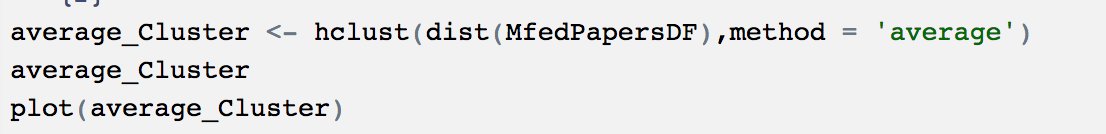 average_Cluster <- hclust(dist(MfedPapersDF),method = 'average')
average_Cluster
plot(average_Cluster)